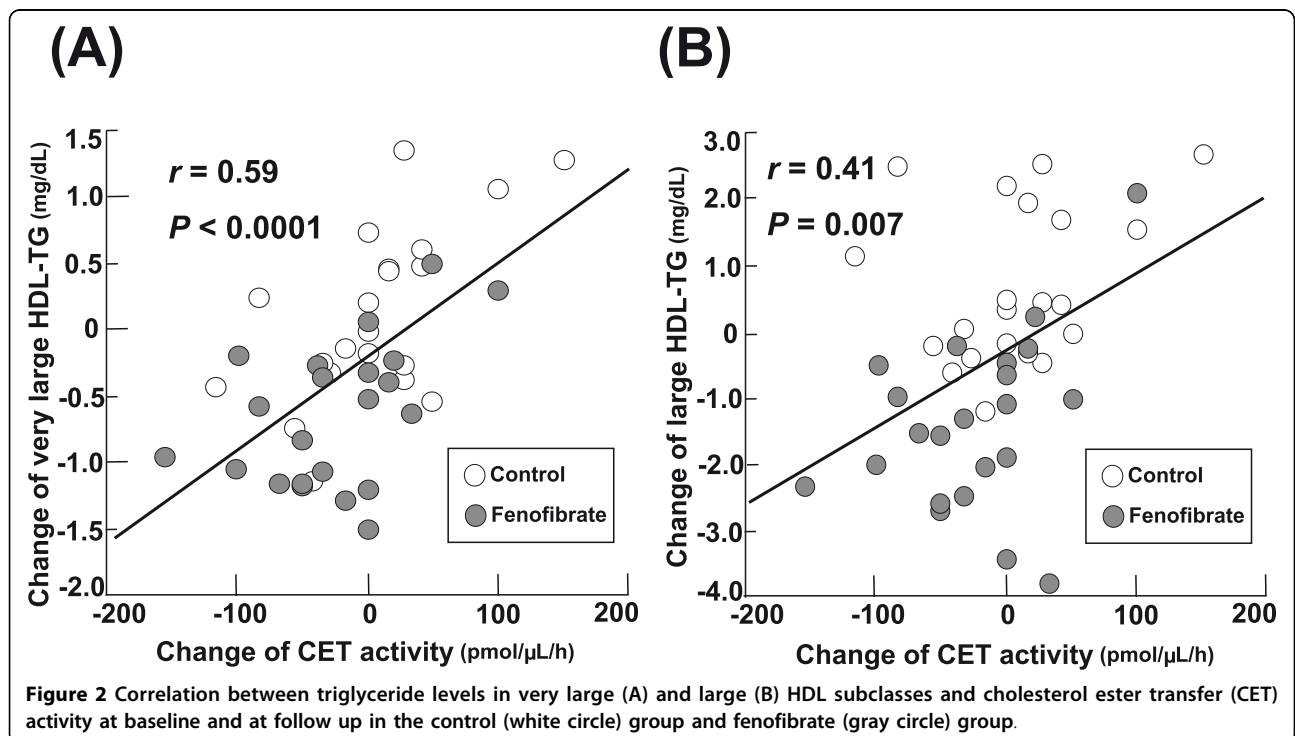 (A)
1.5
1.0
0.5
0
-0.5
-1.0
-1.5
-2.0
Change of very large HDL-TG (mg/dL)
r = 0.59
P < 0.0001
Control
Fenofibrate
-200 -100 0 100 200
Change of CET activity (pmol/µL/h)
(B)
3.0
2.0
1.0
0
-1.0
-2.0
-3.0
-4.0
Change of large HDL-TG (mg/dL)
r = 0.41
P = 0.007
Control
Fenofibrate
-200 -100 0 100 200
Change of CET activity (pmol/µL/h)
Figure 2 Correlation between triglyceride levels in very large (A) and large (B) HDL subclasses and cholesterol ester transfer (CET)
activity at baseline and at follow up in the control (white circle) group and fenofibrate (gray circle) group.